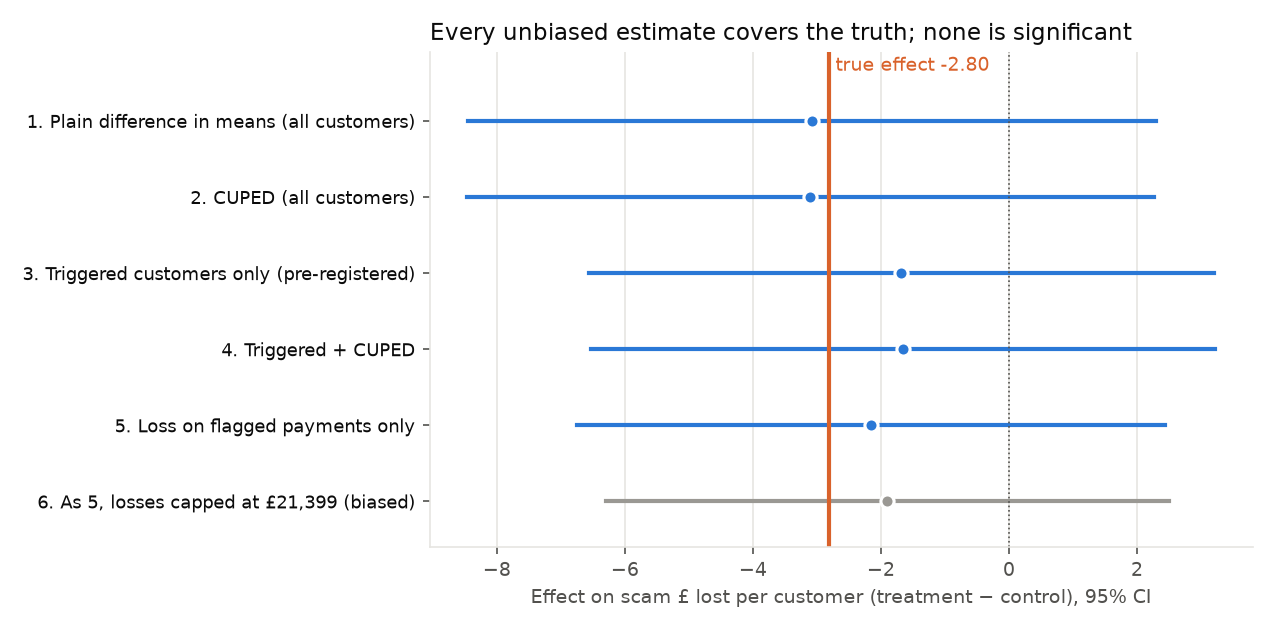 Every unbiased estimate covers the truth; none is significant
true effect -2.80
1. Plain difference in means (all customers)
2. CUPED (all customers)
3. Triggered customers only (pre-registered)
4. Triggered + CUPED
5. Loss on flagged payments only
6. As 5, losses capped at £21,399 (biased)
−8 −6 −4 −2 0 2
Effect on scam £ lost per customer (treatment − control), 95% CI